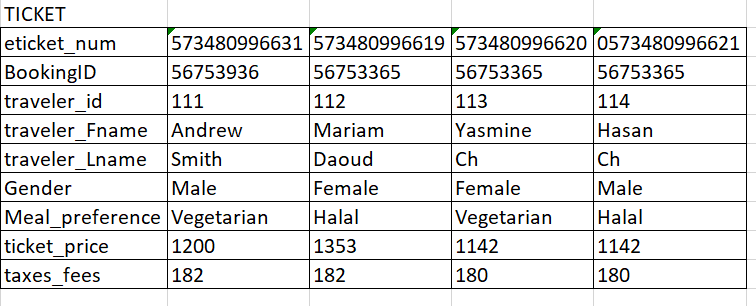 TICKET
eticket_num 573480996631 573480996619 573480996620 0573480996621
BookingID 56753936 56753365 56753365 56753365
traveler_id 111 112 113 114
traveler_Fname Andrew Mariam Yasmine Hasan
traveler_Lname Smith Daoud Ch Ch
Gender Male Female Female Male
Meal_preference Vegetarian Halal Vegetarian Halal
ticket_price 1200 1353 1142 1142
taxes_fees 182 182 180 180